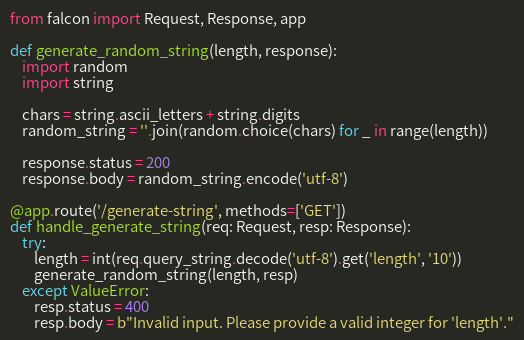 from falcon import Request, Response, app

def generate_random_string(length, response):
    import random
    import string

    chars = string.ascii_letters + string.digits
    random_string = ''.join(random.choice(chars) for _ in range(length))

    response.status = 200
    response.body = random_string.encode('utf-8')

@app.route('/generate-string', methods=['GET'])
def handle_generate_string(req: Request, resp: Response):
    try:
        length = int(req.query_string.decode('utf-8').get('length', '10'))
        generate_random_string(length, resp)
    except ValueError:
        resp.status = 400
        resp.body = b"Invalid input. Please provide a valid integer for 'length'."